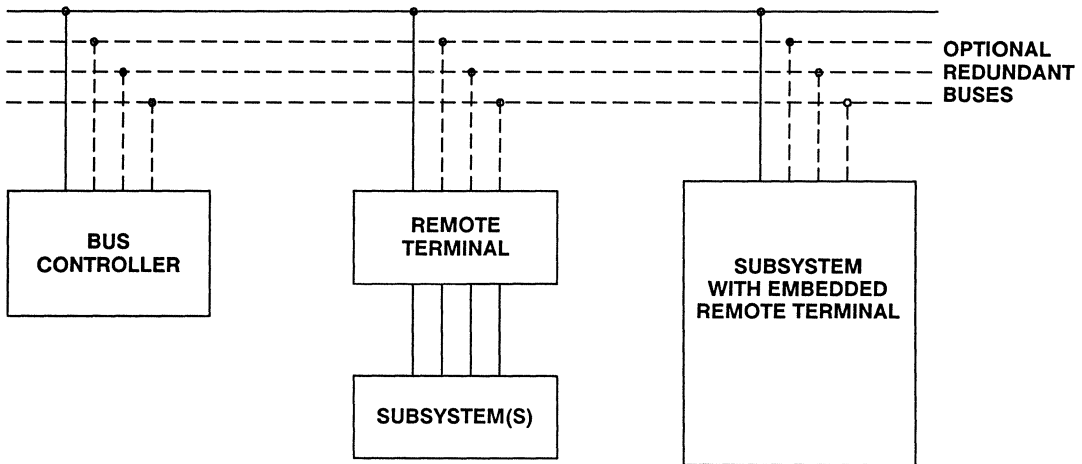 OPTIONAL
REDUNDANT
BUSES
BUS
CONTROLLER
REMOTE
TERMINAL
SUBSYSTEM
WITH EMBEDDED
REMOTE TERMINAL
SUBSYSTEM(S)